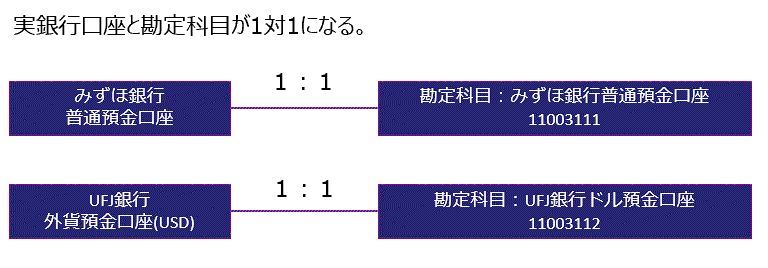 実銀行口座と勘定科目が1対1になる。
1 : 1
みずほ銀行
普通預金口座
勘定科目：みずほ銀行普通預金口座
11003111
1 : 1
UFJ銀行
外貨預金口座(USD)
勘定科目：UFJ銀行ドル預金口座
11003112